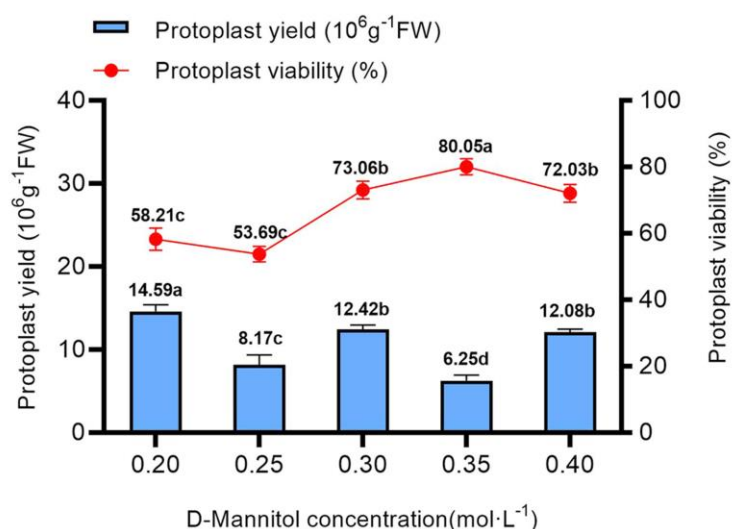 Protoplast yield (10⁶g⁻¹FW)
Protoplast viability (%)
40
30
20
10
0
Protoplast yield (10⁶g⁻¹FW)
100
80
60
40
20
0
Protoplast viability (%)
58.21c
53.69c
73.06b
80.05a
72.03b
14.59a
8.17c
12.42b
6.25d
12.08b
0.20 0.25 0.30 0.35 0.40
D-Mannitol concentration(mol·L⁻¹)